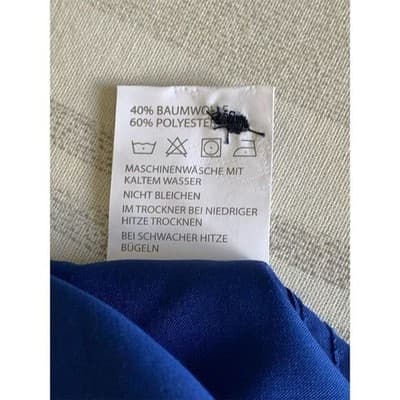 40% BAUMWOLLE
60% POLYESTER
MASCHINENWÄSCHE MIT
KALTEM WASSER
NICHT BLEICHEN
IM TROCKNER BEI NIEDRIGER
HITZE TROCKNEN
BEI SCHWACHER HITZE
BÜGELN